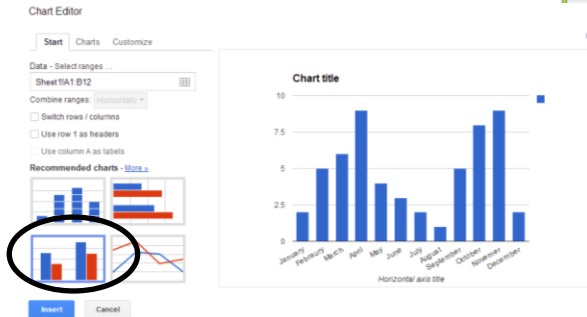 Chart Editor
Start Charts Customize
Data - Select ranges ...
Sheet1!A1:B12
Combine ranges: Horizontally
Switch rows / columns
Use row 1 as headers
Use column A as labels
Recommended charts - More »
Insert Cancel
Chart title
10
7.5
5
2.5
0
January Febraury March April May June July August September October Novemer December
Horizontal axis title